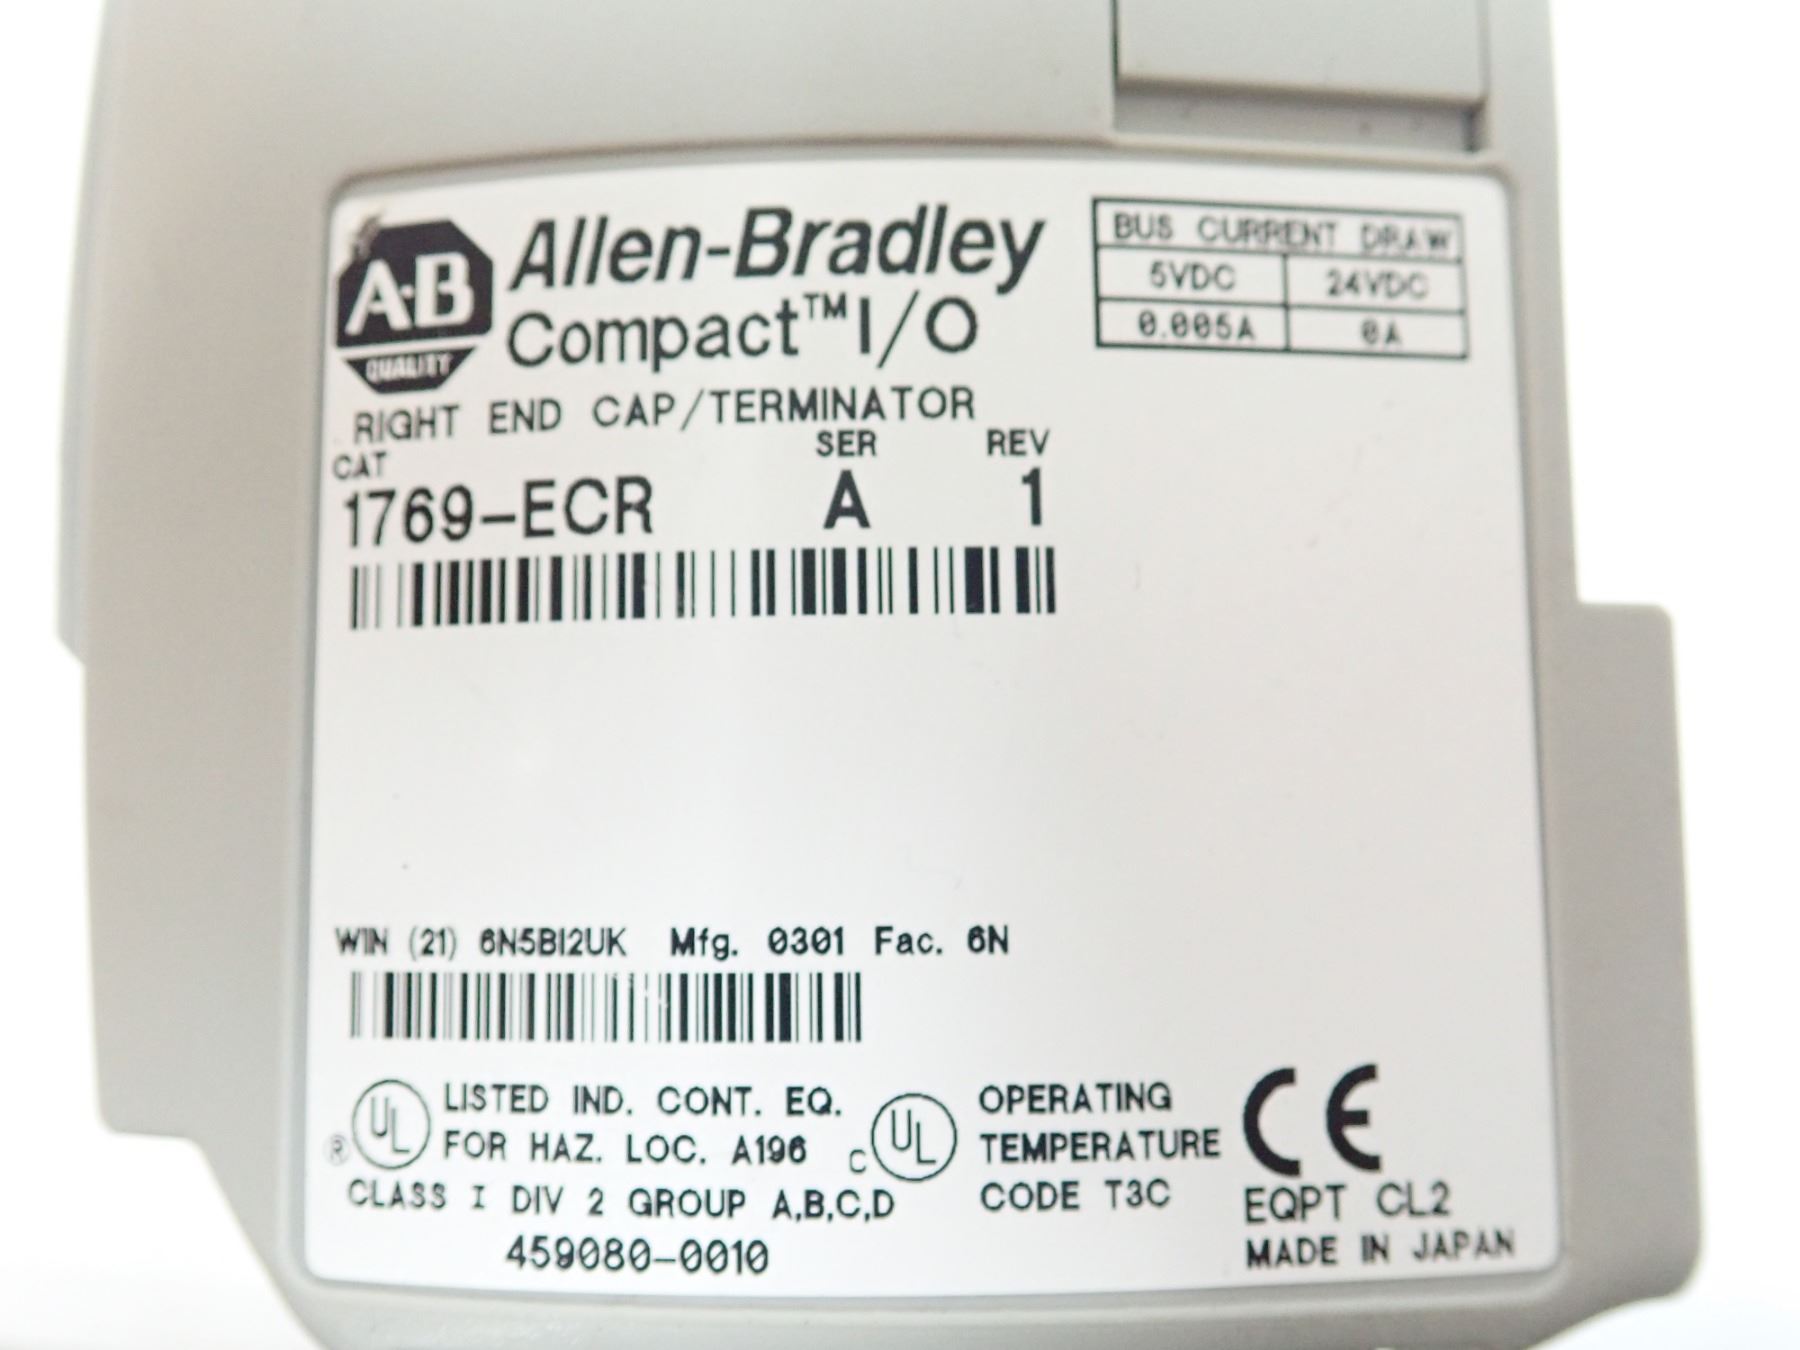 A·B
QUALITY
Allen-Bradley
Compact™ I/O
BUS CURRENT DRAW
5VDC 24VDC
0.005A 0A
RIGHT END CAP/TERMINATOR
CAT SER REV
1769-ECR A 1
WIN (21) 6N5BI2UK Mfg. 0301 Fac. 6N
® UL LISTED IND. CONT. EQ.
FOR HAZ. LOC. A196
CLASS I DIV 2 GROUP A,B,C,D
459080-0010
C UL
OPERATING
TEMPERATURE
CODE T3C
CE
EQPT CL2
MADE IN JAPAN